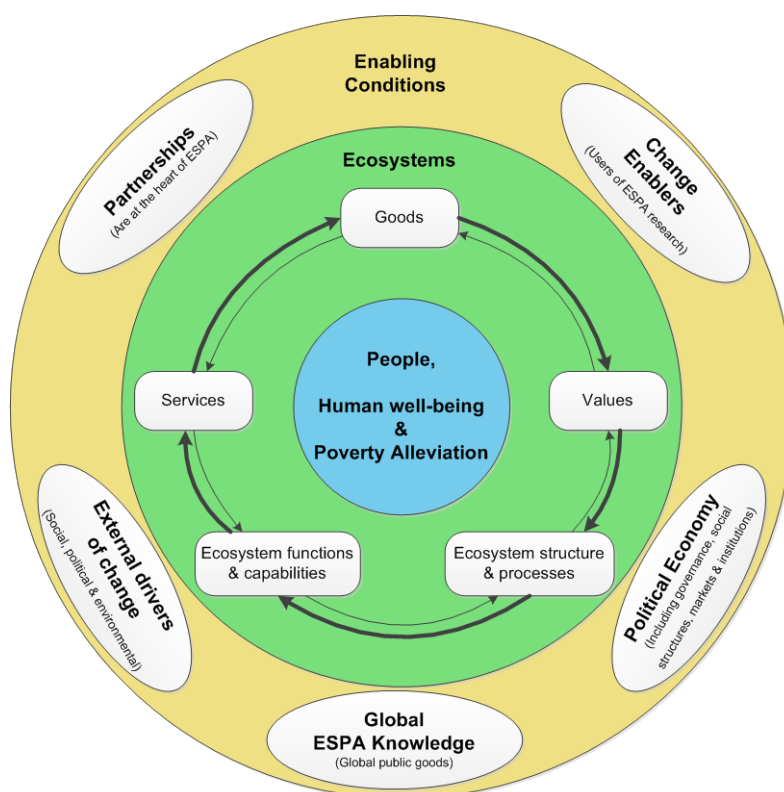 Enabling
Conditions
Partnerships
(Are at the heart of ESPA)
Change
Enablers
(Users of ESPA research)
Ecosystems
Goods
Services
Values
People,
Human well-being
&
Poverty Alleviation
Ecosystem functions
& capabilities
Ecosystem structure
& processes
External drivers
of change
(Social, political & environmental)
Political Economy
(Including governance, social
structures, markets & institutions)
Global
ESPA Knowledge
(Global public goods)